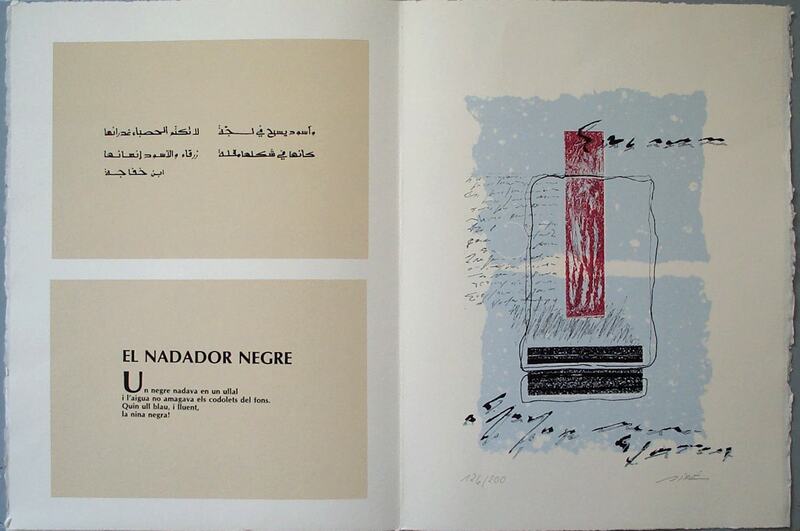 وأسود يسبح في لجة لا تكتم الحصباء غدرانها
كأنها في شكلها مقلة زرقاء والأسود إنسانها
ابن خفاجة
EL NADADOR NEGRE
Un negre nadava en un ullal
i l'aigua no amagava els codolets del fons.
Quin ull blau, i lluent,
la nina negra!
126/200